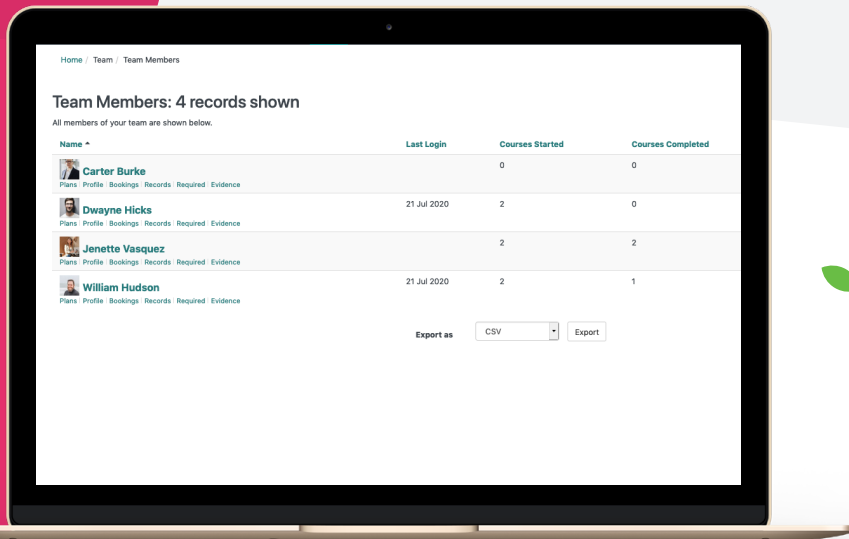 Home / Team / Team Members
Team Members: 4 records shown
All members of your team are shown below.
Name Last Login Courses Started Courses Completed
Carter Burke 0 0
Plans | Profile | Bookings | Records | Required | Evidence
Dwayne Hicks 21 Jul 2020 2 0
Plans | Profile | Bookings | Records | Required | Evidence
Jenette Vasquez 2 2
Plans | Profile | Bookings | Records | Required | Evidence
William Hudson 21 Jul 2020 2 1
Plans | Profile | Bookings | Records | Required | Evidence
Export as CSV Export